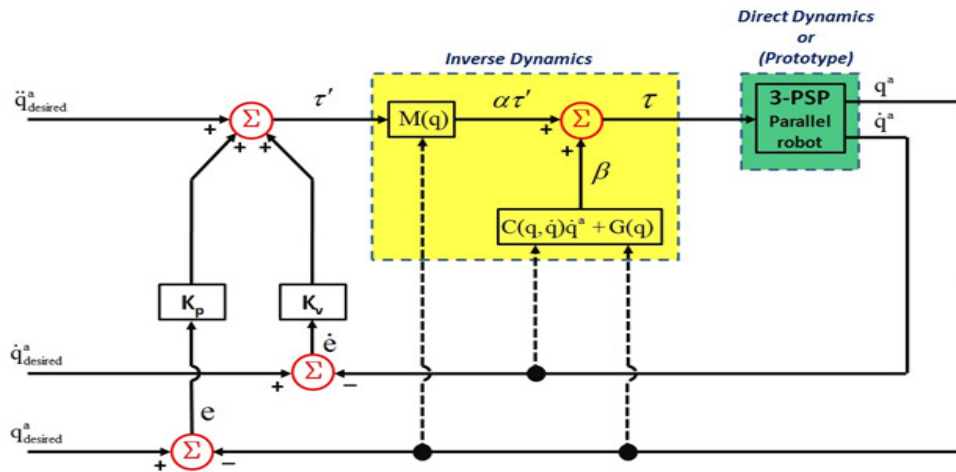 Direct Dynamics
or
(Prototype)
Inverse Dynamics
q̈ᵃdesired
+
+
+
Σ
τ′
M(q)
ατ′
+
+
Σ
τ
3-PSP
Parallel
robot
qᵃ
q̇ᵃ
β
C(q,q̇)q̇ᵃ+G(q)
Kp
Kv
ė
q̇ᵃdesired
+
Σ
−
e
qᵃdesired
+
Σ
−